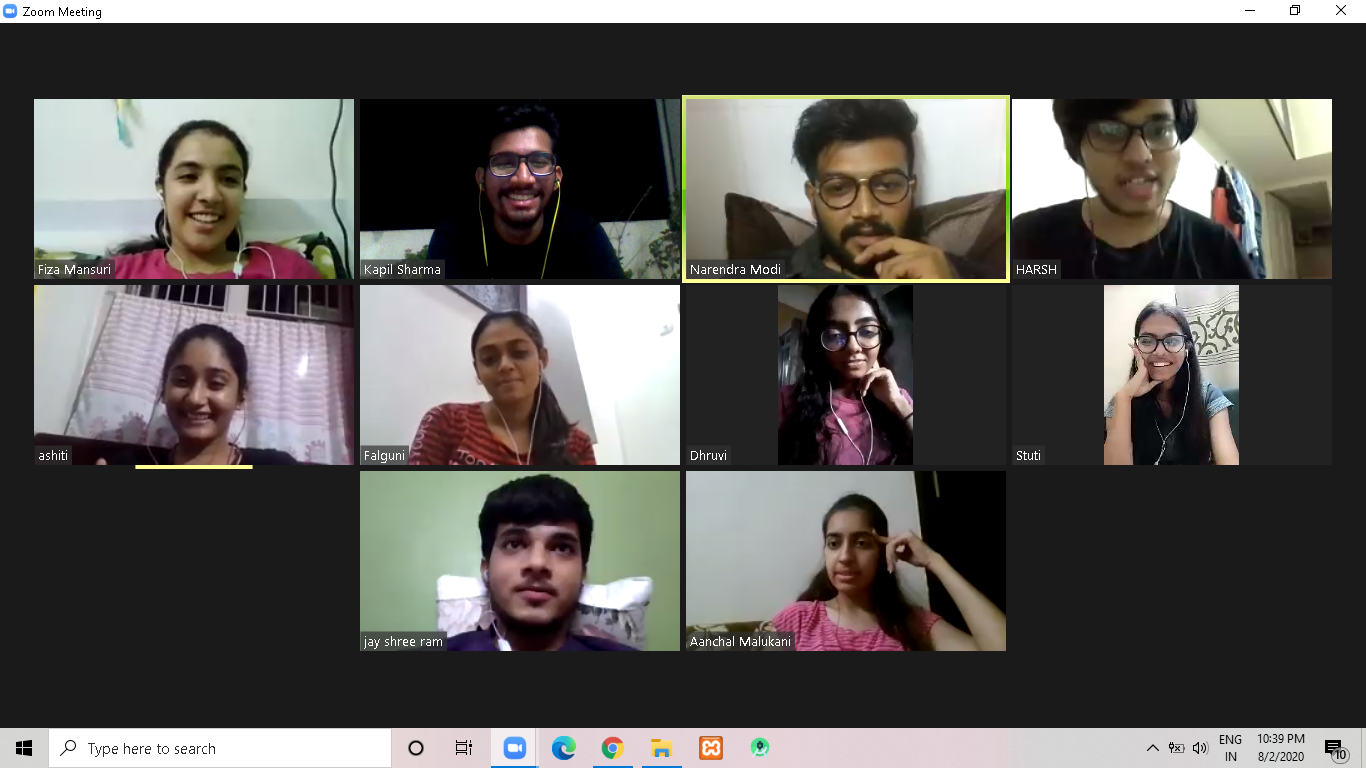 Zoom Meeting
Fiza Mansuri
Kapil Sharma
Narendra Modi
HARSH
ashiti
Falguni
Dhruvi
Stuti
jay shree ram
Aanchal Malukani
Type here to search
ENG
IN
10:39 PM
8/2/2020
10